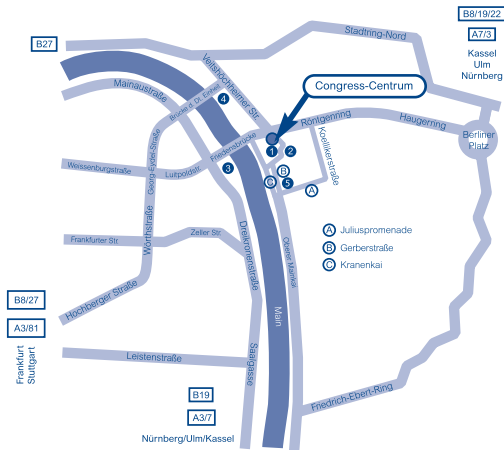 B8/19/22
A7/3
Kassel
Ulm
Nürnberg
Stadtring-Nord
B27
Veitshöchheimer Str.
Mainaustraße
Brücke d. Dt. Einheit
4
Congress-Centrum
Röntgenring
Haugerring
Berliner
Platz
Georg-Eydel-Straße
Friedensbrücke
1
2
Koellikerstraße
Weissenburgstraße
Luitpoldstr.
3
B
C
5
A
Wörthstraße
Dreikronenstraße
Oberer Mainkai
A Juliuspromenade
B Gerberstraße
C Kranenkai
Frankfurter Str.
Zeller Str.
B8/27
Höchberger Straße
A3/81
Frankfurt
Stuttgart
Main
Leistenstraße
Saalgasse
Friedrich-Ebert-Ring
B19
A3/7
Nürnberg/Ulm/Kassel